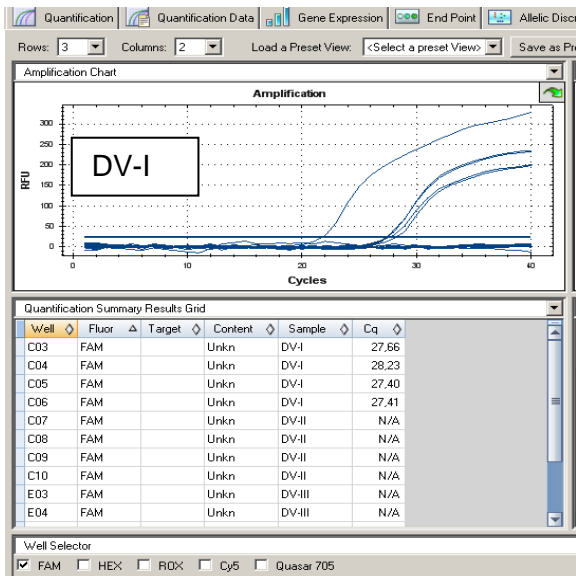 Quantification Quantification Data Gene Expression End Point Allelic Disc
Rows: 3 Columns: 2 Load a Preset View: <Select a preset View> Save as Pr
Amplification Chart
Amplification
300
250
200
150
100
50
0
RFU
DV-I
0 10 20 30 40
Cycles
Quantification Summary Results Grid
Well Fluor Target Content Sample Cq
C03 FAM Unkn DV-I 27,66
C04 FAM Unkn DV-I 28,23
C05 FAM Unkn DV-I 27,40
C06 FAM Unkn DV-I 27,41
C07 FAM Unkn DV-II N/A
C08 FAM Unkn DV-II N/A
C09 FAM Unkn DV-II N/A
C10 FAM Unkn DV-II N/A
E03 FAM Unkn DV-III N/A
E04 FAM Unkn DV-III N/A
Well Selector
FAM HEX ROX Cy5 Quasar 705